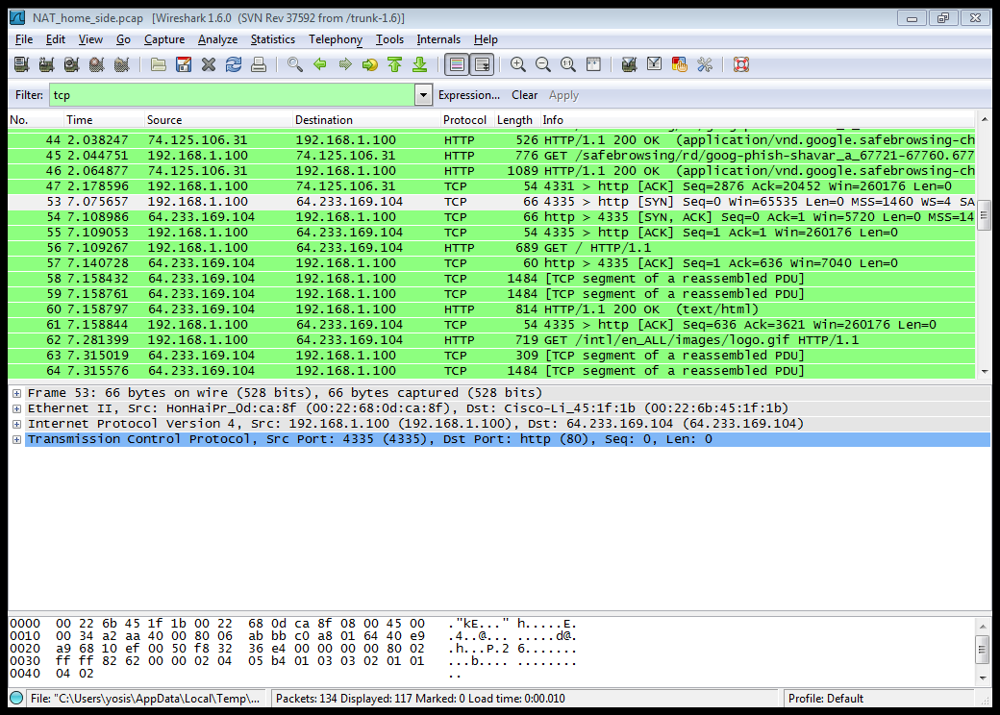 NAT_home_side.pcap [Wireshark 1.6.0 (SVN Rev 37592 from /trunk-1.6)]
File Edit View Go Capture Analyze Statistics Telephony Tools Internals Help
Filter: tcp Expression... Clear Apply
No. Time Source Destination Protocol Length Info
44 2.038247 74.125.106.31 192.168.1.100 HTTP 526 HTTP/1.1 200 OK (application/vnd.google.safebrowsing-ch
45 2.044751 192.168.1.100 74.125.106.31 HTTP 776 GET /safebrowsing/rd/goog-phish-shavar_a_67721-67760.677
46 2.064877 74.125.106.31 192.168.1.100 HTTP 1089 HTTP/1.1 200 OK (application/vnd.google.safebrowsing-ch
47 2.178596 192.168.1.100 74.125.106.31 TCP 54 4331 > http [ACK] Seq=2876 Ack=20452 Win=260176 Len=0
53 7.075657 192.168.1.100 64.233.169.104 TCP 66 4335 > http [SYN] Seq=0 Win=65535 Len=0 MSS=1460 WS=4 SA
54 7.108986 64.233.169.104 192.168.1.100 TCP 66 http > 4335 [SYN, ACK] Seq=0 Ack=1 Win=5720 Len=0 MSS=14
55 7.109053 192.168.1.100 64.233.169.104 TCP 54 4335 > http [ACK] Seq=1 Ack=1 Win=260176 Len=0
56 7.109267 192.168.1.100 64.233.169.104 HTTP 689 GET / HTTP/1.1
57 7.140728 64.233.169.104 192.168.1.100 TCP 60 http > 4335 [ACK] Seq=1 Ack=636 Win=7040 Len=0
58 7.158432 64.233.169.104 192.168.1.100 TCP 1484 [TCP segment of a reassembled PDU]
59 7.158761 64.233.169.104 192.168.1.100 TCP 1484 [TCP segment of a reassembled PDU]
60 7.158797 64.233.169.104 192.168.1.100 HTTP 814 HTTP/1.1 200 OK (text/html)
61 7.158844 192.168.1.100 64.233.169.104 TCP 54 4335 > http [ACK] Seq=636 Ack=3621 Win=260176 Len=0
62 7.281399 192.168.1.100 64.233.169.104 HTTP 719 GET /intl/en_ALL/images/logo.gif HTTP/1.1
63 7.315019 64.233.169.104 192.168.1.100 TCP 309 [TCP segment of a reassembled PDU]
64 7.315576 64.233.169.104 192.168.1.100 TCP 1484 [TCP segment of a reassembled PDU]
Frame 53: 66 bytes on wire (528 bits), 66 bytes captured (528 bits)
Ethernet II, Src: HonHaiPr_0d:ca:8f (00:22:68:0d:ca:8f), Dst: Cisco-Li_45:1f:1b (00:22:6b:45:1f:1b)
Internet Protocol Version 4, Src: 192.168.1.100 (192.168.1.100), Dst: 64.233.169.104 (64.233.169.104)
Transmission Control Protocol, Src Port: 4335 (4335), Dst Port: http (80), Seq: 0, Len: 0
0000 00 22 6b 45 1f 1b 00 22 68 0d ca 8f 08 00 45 00 ."kE..." h.....E.
0010 00 34 a2 aa 40 00 80 06 ab bb c0 a8 01 64 40 e9 .4..@... .....d@.
0020 a9 68 10 ef 00 50 f8 32 36 e4 00 00 00 00 80 02 .h...P.2 6.......
0030 ff ff 82 62 00 00 02 04 05 b4 01 03 03 02 01 01 ...b.... ........
0040 04 02 ..
File: "C:\Users\yosis\AppData\Local\Temp\... Packets: 134 Displayed: 117 Marked: 0 Load time: 0:00.010 Profile: Default